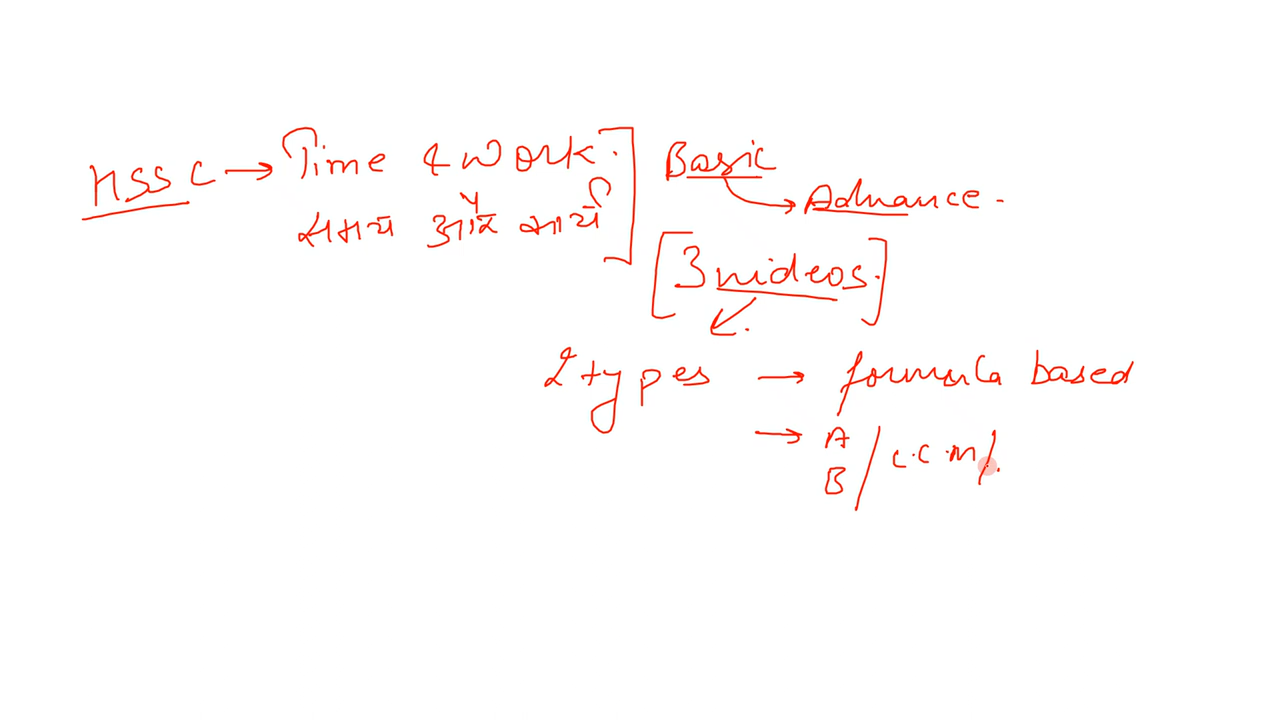 HSSC → Time & Work.
समय और कार्य
Basic → Advance.
[3 videos.]
2 types → formula based
→ A
B / L.C.M /.